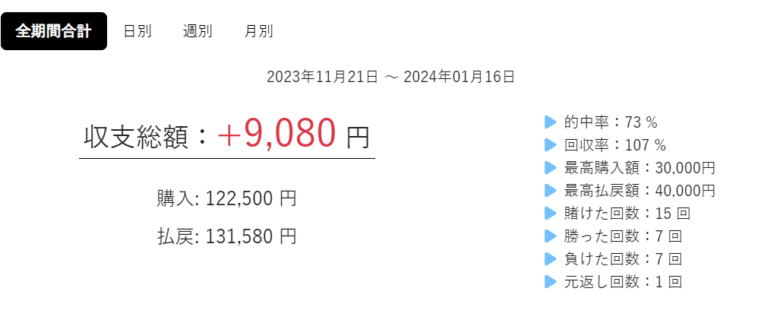 全期間合計 日別 週別 月別
2023年11月21日 ～ 2024年01月16日
収支総額：+9,080 円
購入: 122,500 円
払戻: 131,580 円
的中率：73 %
回収率：107 %
最高購入額：30,000円
最高払戻額：40,000円
賭けた回数：15 回
勝った回数：7 回
負けた回数：7 回
元返し回数：1 回